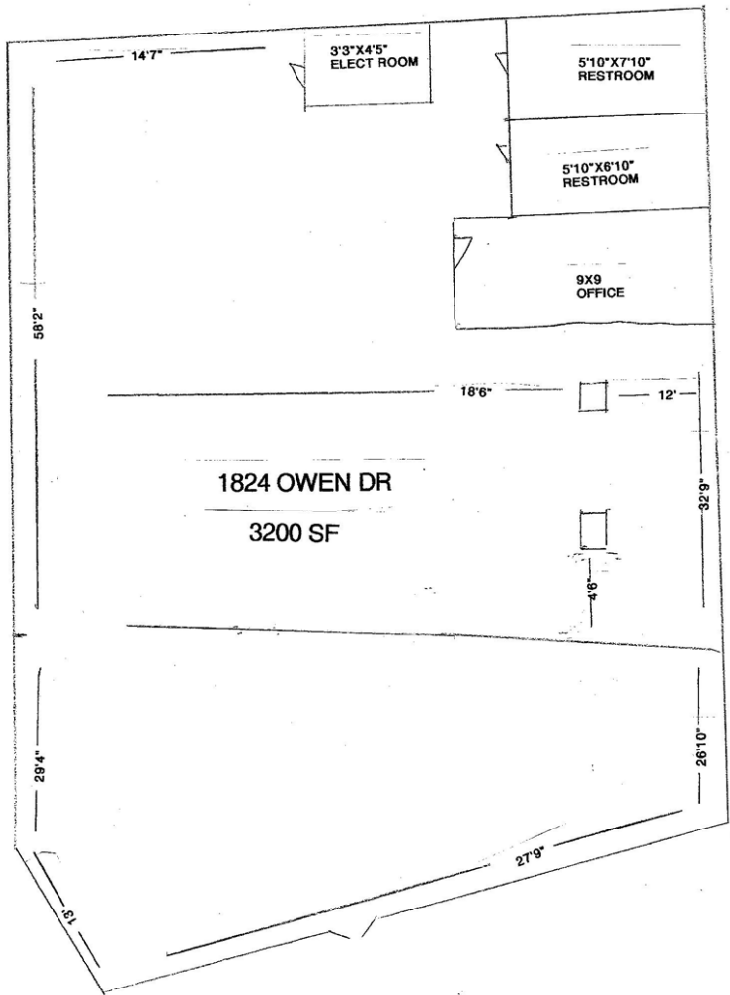 14'7"
3'3"X4'5"
ELECT ROOM
5'10"X7'10"
RESTROOM
5'10"X6'10"
RESTROOM
9X9
OFFICE
58'2"
18'6"
12'
1824 OWEN DR
3200 SF
32'9"
4'6"
29'4"
26'10"
27'9"
13'